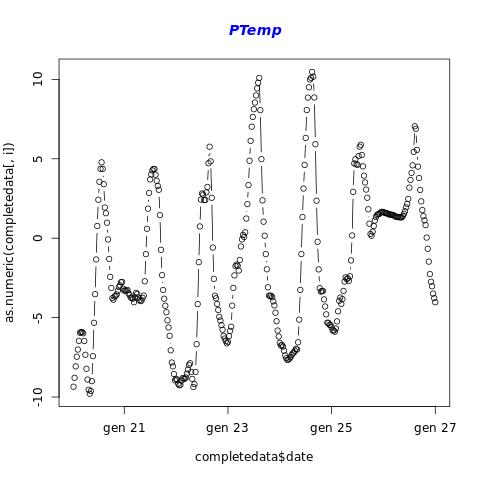 PTemp
as.numeric(completedata[, i])
10
5
0
-5
-10
gen 21
gen 23
gen 25
gen 27
completedata$date